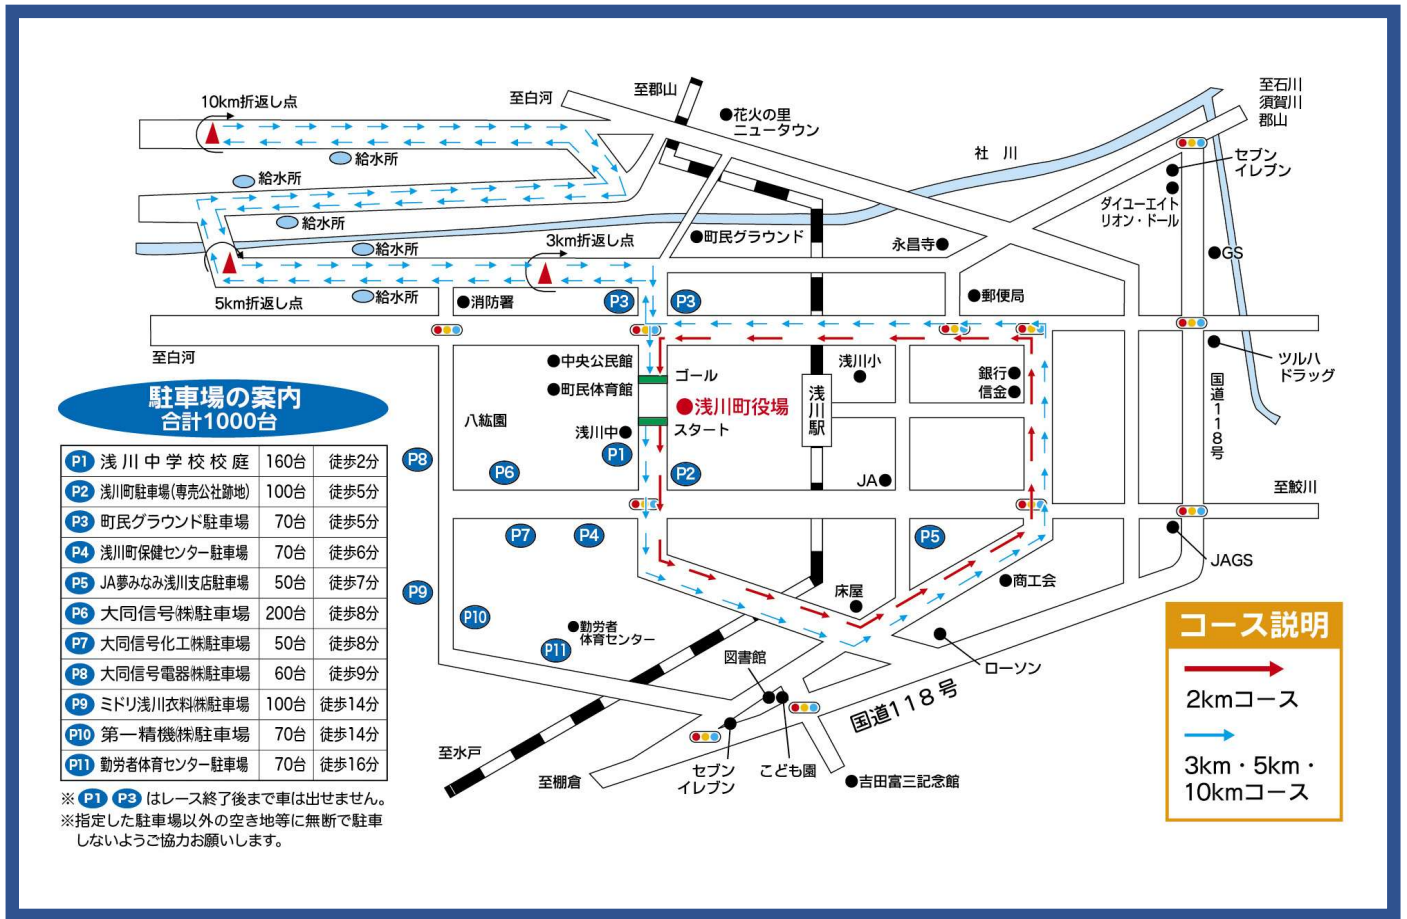 10km折返し点
至白河
至郡山
花火の里
ニュータウン
至石川
須賀川
郡山
社川
セブン
イレブン
ダイユーエイト
リオン・ドール
給水所
給水所
給水所
給水所
給水所
3km折返し点
5km折返し点
町民グラウンド
永昌寺
GS
消防署
P3
P3
郵便局
至白河
中央公民館
町民体育館
ゴール
浅川町役場
スタート
浅川小
浅川駅
銀行
信金
ツルハ
ドラッグ
国道118号
八紘園
浅川中
P1
P2
P8
P6
JA
至鮫川
P7
P4
P5
JAGS
P9
P10
P11
勤労者
体育センター
床屋
商工会
図書館
ローソン
国道118号
至水戸
至棚倉
セブン
イレブン
こども園
吉田富三記念館
駐車場の案内
合計1000台
P1 浅川中学校校庭 160台 徒歩2分
P2 浅川町駐車場(専売公社跡地) 100台 徒歩5分
P3 町民グラウンド駐車場 70台 徒歩5分
P4 浅川町保健センター駐車場 70台 徒歩6分
P5 JA夢みなみ浅川支店駐車場 50台 徒歩7分
P6 大同信号㈱駐車場 200台 徒歩8分
P7 大同信号化工㈱駐車場 50台 徒歩8分
P8 大同信号電器㈱駐車場 60台 徒歩9分
P9 ミドリ浅川衣料㈱駐車場 100台 徒歩14分
P10 第一精機㈱駐車場 70台 徒歩14分
P11 勤労者体育センター駐車場 70台 徒歩16分
※ P1 P3 はレース終了後まで車は出せません。
※指定した駐車場以外の空き地等に無断で駐車
しないようご協力お願いします。
コース説明
2kmコース
3km・5km・
10kmコース